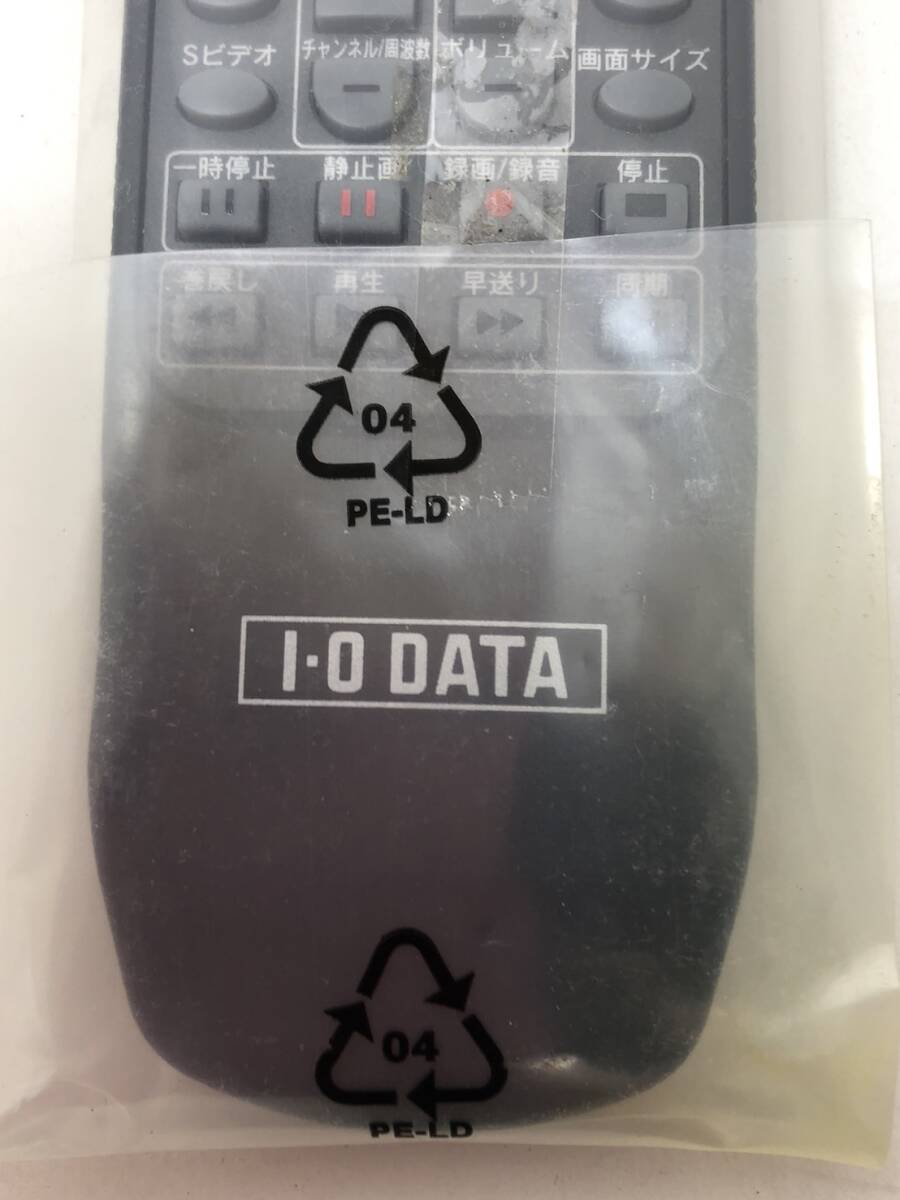 Sビデオ チャンネル/周波数 ボリューム 画面サイズ
一時停止 静止画 録画/録音 停止
巻戻し 再生 早送り 同期
04
PE-LD
I·O DATA
04
PE-LD